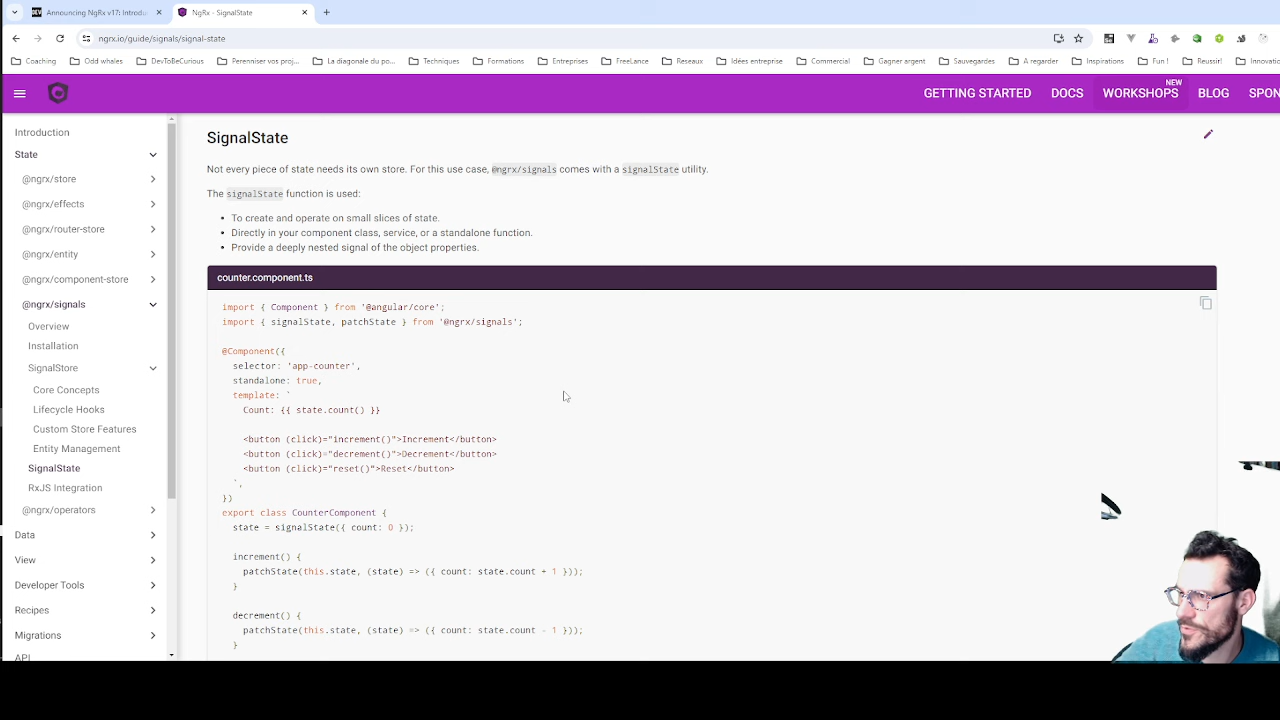 Announcing NgRx v17: Introdu
NgRx - SignalState
ngrx.io/guide/signals/signal-state
Coaching
Odd whales
DevToBeCurious
Perenniser vos proj...
La diagonale du po...
Techniques
Formations
Entreprises
FreeLance
Reseaux
Idées entreprise
Commercial
Gagner argent
Sauvegardes
A regarder
Inspirations
Fun !
Reussir!
Innovatio
GETTING STARTED
DOCS
WORKSHOPS
NEW
BLOG
SPON
Introduction
State
@ngrx/store
@ngrx/effects
@ngrx/router-store
@ngrx/entity
@ngrx/component-store
@ngrx/signals
Overview
Installation
SignalStore
Core Concepts
Lifecycle Hooks
Custom Store Features
Entity Management
SignalState
RxJS Integration
@ngrx/operators
Data
View
Developer Tools
Recipes
Migrations
API
SignalState
Not every piece of state needs its own store. For this use case, @ngrx/signals comes with a signalState utility.
The signalState function is used:
• To create and operate on small slices of state.
• Directly in your component class, service, or a standalone function.
• Provide a deeply nested signal of the object properties.
counter.component.ts
import { Component } from '@angular/core';
import { signalState, patchState } from '@ngrx/signals';
@Component({
selector: 'app-counter',
standalone: true,
template: `
Count: {{ state.count() }}
<button (click)="increment()">Increment</button>
<button (click)="decrement()">Decrement</button>
<button (click)="reset()">Reset</button>
`,
})
export class CounterComponent {
state = signalState({ count: 0 });
increment() {
patchState(this.state, (state) => ({ count: state.count + 1 }));
}
decrement() {
patchState(this.state, (state) => ({ count: state.count - 1 }));
}